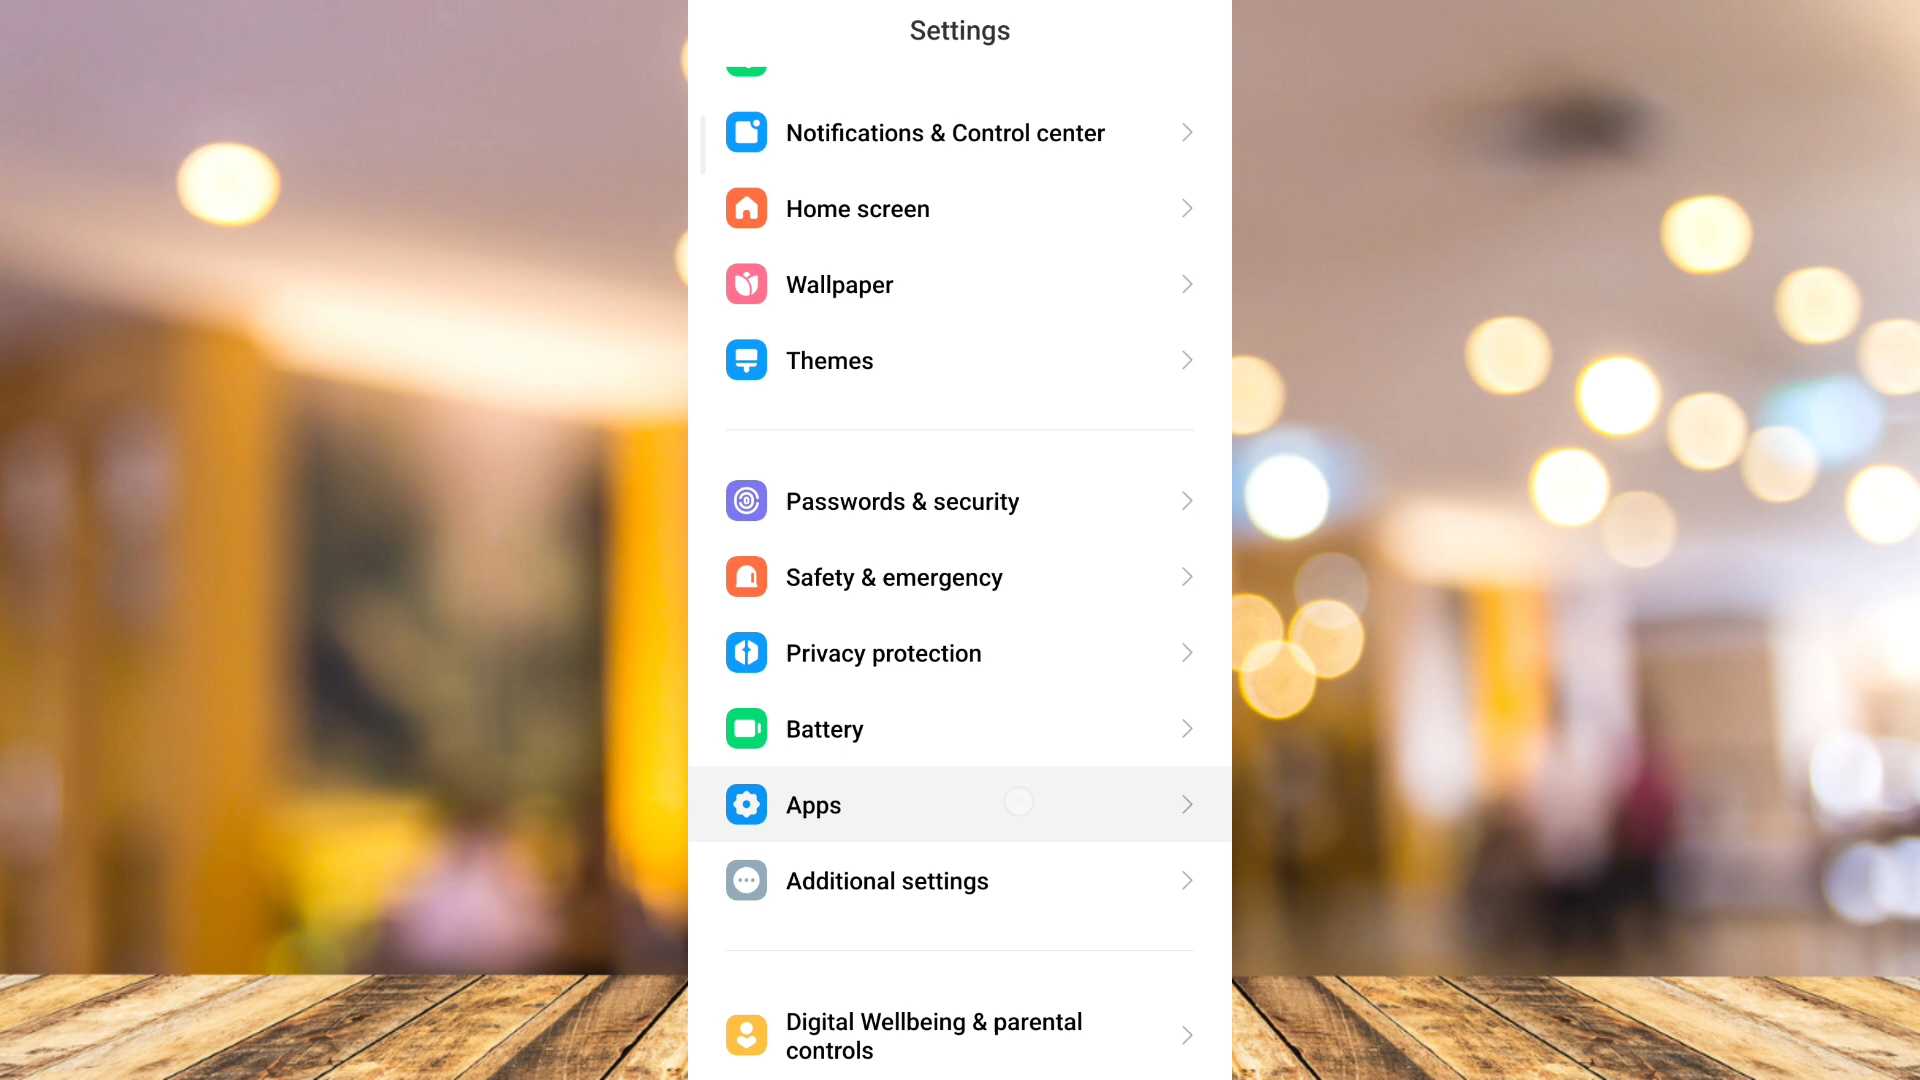 Settings
Notifications & Control center
Home screen
Wallpaper
Themes
Passwords & security
Safety & emergency
Privacy protection
Battery
Apps
Additional settings
Digital Wellbeing & parental
controls